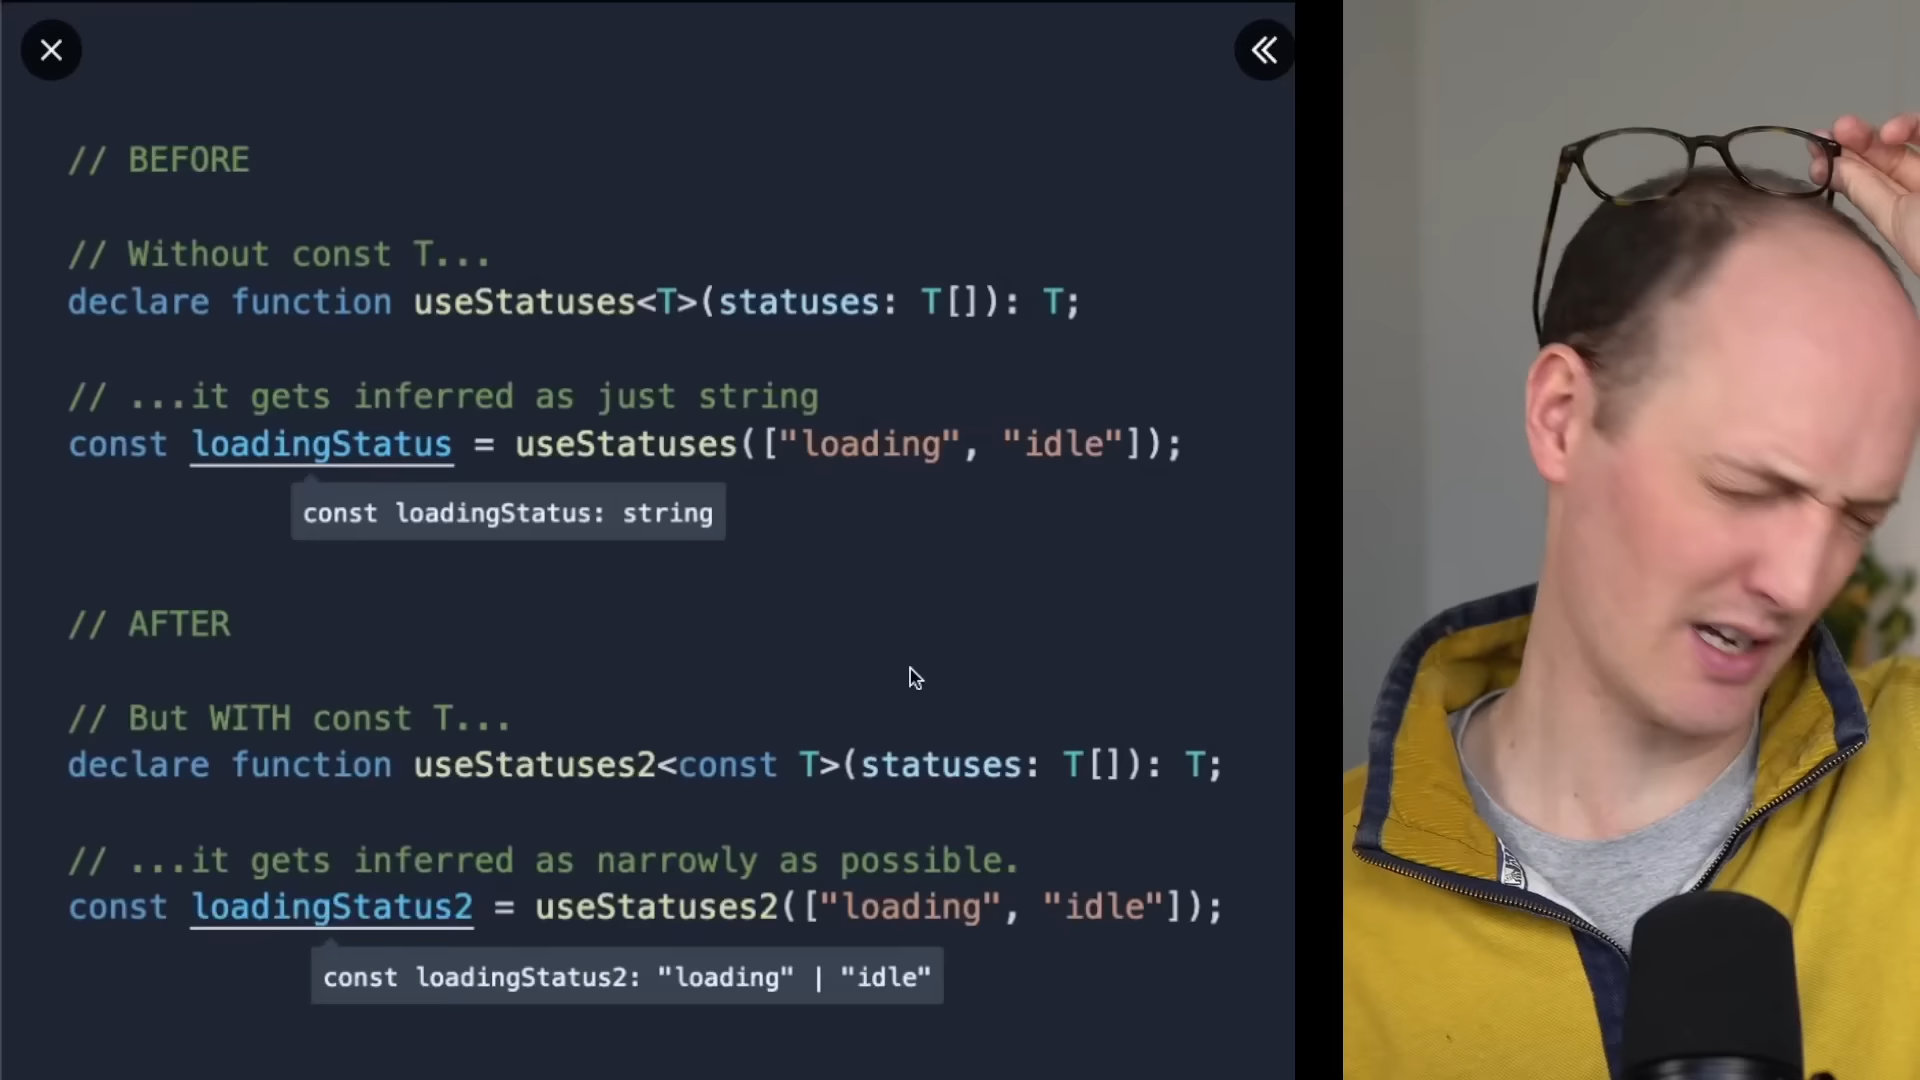 // BEFORE
// Without const T...
declare function useStatuses<T>(statuses: T[]): T;
// ...it gets inferred as just string
const loadingStatus = useStatuses(["loading", "idle"]);
const loadingStatus: string
// AFTER
// But WITH const T...
declare function useStatuses2<const T>(statuses: T[]): T;
// ...it gets inferred as narrowly as possible.
const loadingStatus2 = useStatuses2(["loading", "idle"]);
const loadingStatus2: "loading" | "idle"